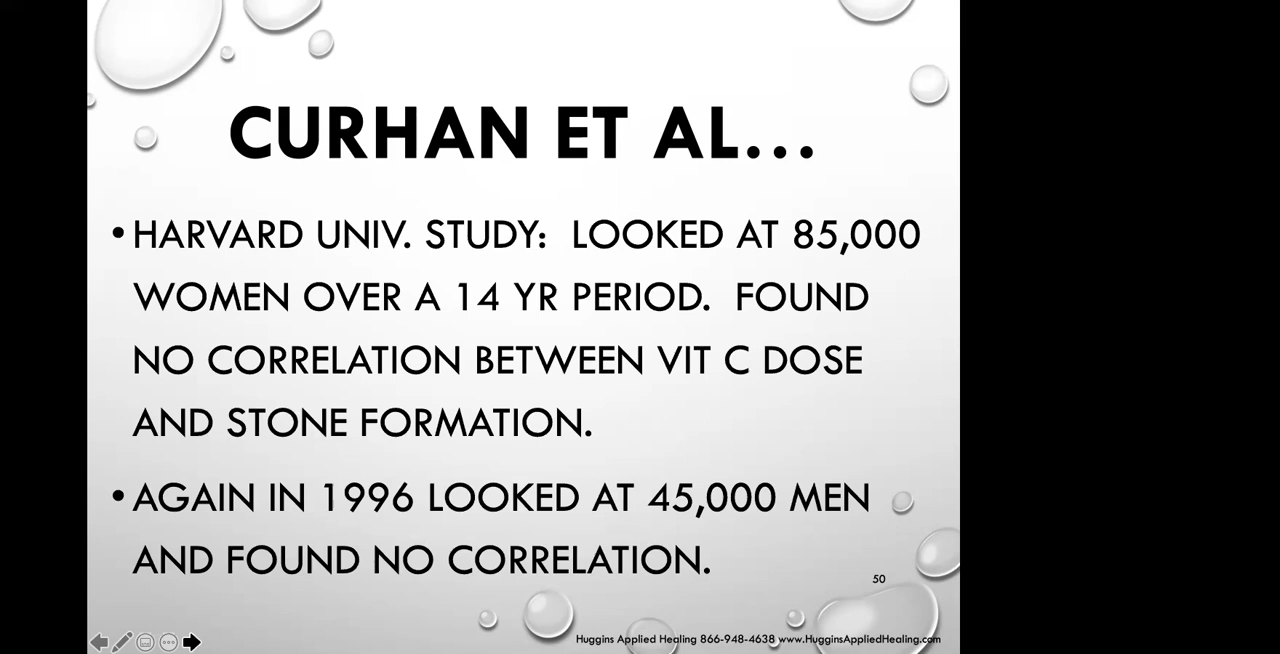 CURHAN ET AL...
• HARVARD UNIV. STUDY: LOOKED AT 85,000
WOMEN OVER A 14 YR PERIOD. FOUND
NO CORRELATION BETWEEN VIT C DOSE
AND STONE FORMATION.
• AGAIN IN 1996 LOOKED AT 45,000 MEN
AND FOUND NO CORRELATION.
50
Huggins Applied Healing 866-948-4638 www.HugginsAppliedHealing.com